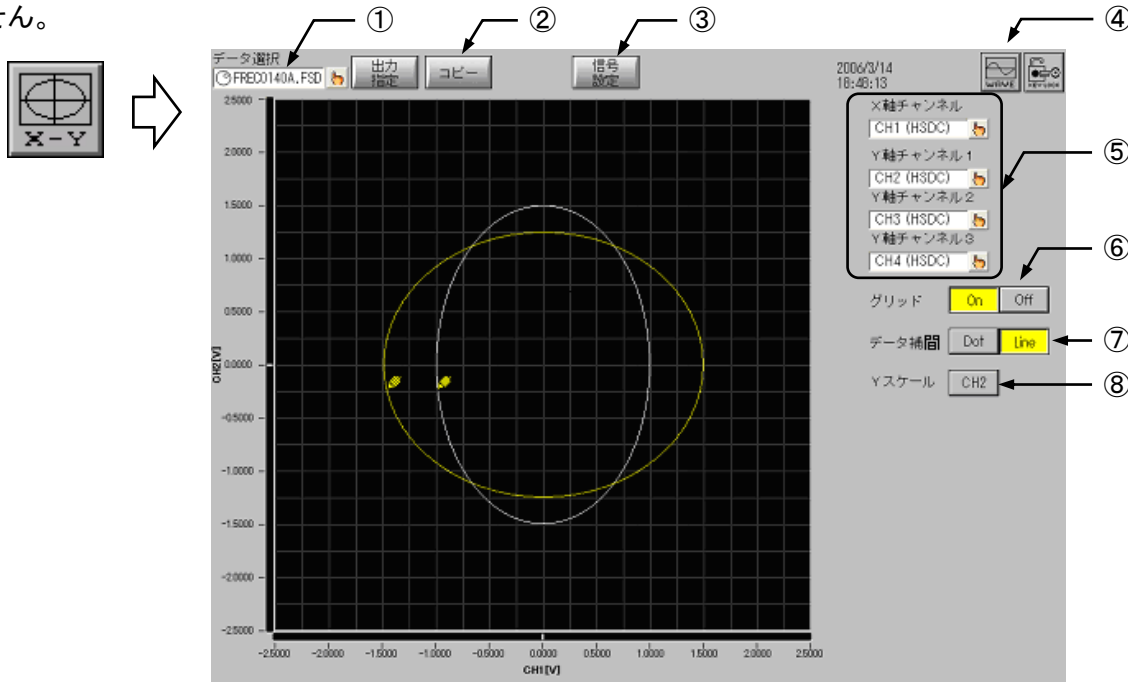 せん。
① ② ③ ④
データ選択
FREC0140A.FSD
出力
指定
コピー
信号
設定
2006/3/14
18:48:13
WAVE
KEY LOCK
X-Y
X軸チャンネル
CH1 (HSDC)
Y軸チャンネル1
CH2 (HSDC)
Y軸チャンネル2
CH3 (HSDC)
Y軸チャンネル3
CH4 (HSDC)
⑤
⑥
グリッド On Off
データ補間 Dot Line ⑦
Yスケール CH2 ⑧
2.5000
2.0000
1.5000
1.0000
0.5000
0.0000
-0.5000
-1.0000
-1.5000
-2.0000
-2.5000
CH2[V]
-2.5000 -2.0000 -1.5000 -1.0000 -0.5000 0.0000 0.5000 1.0000 1.5000 2.0000 2.5000
CH1[V]